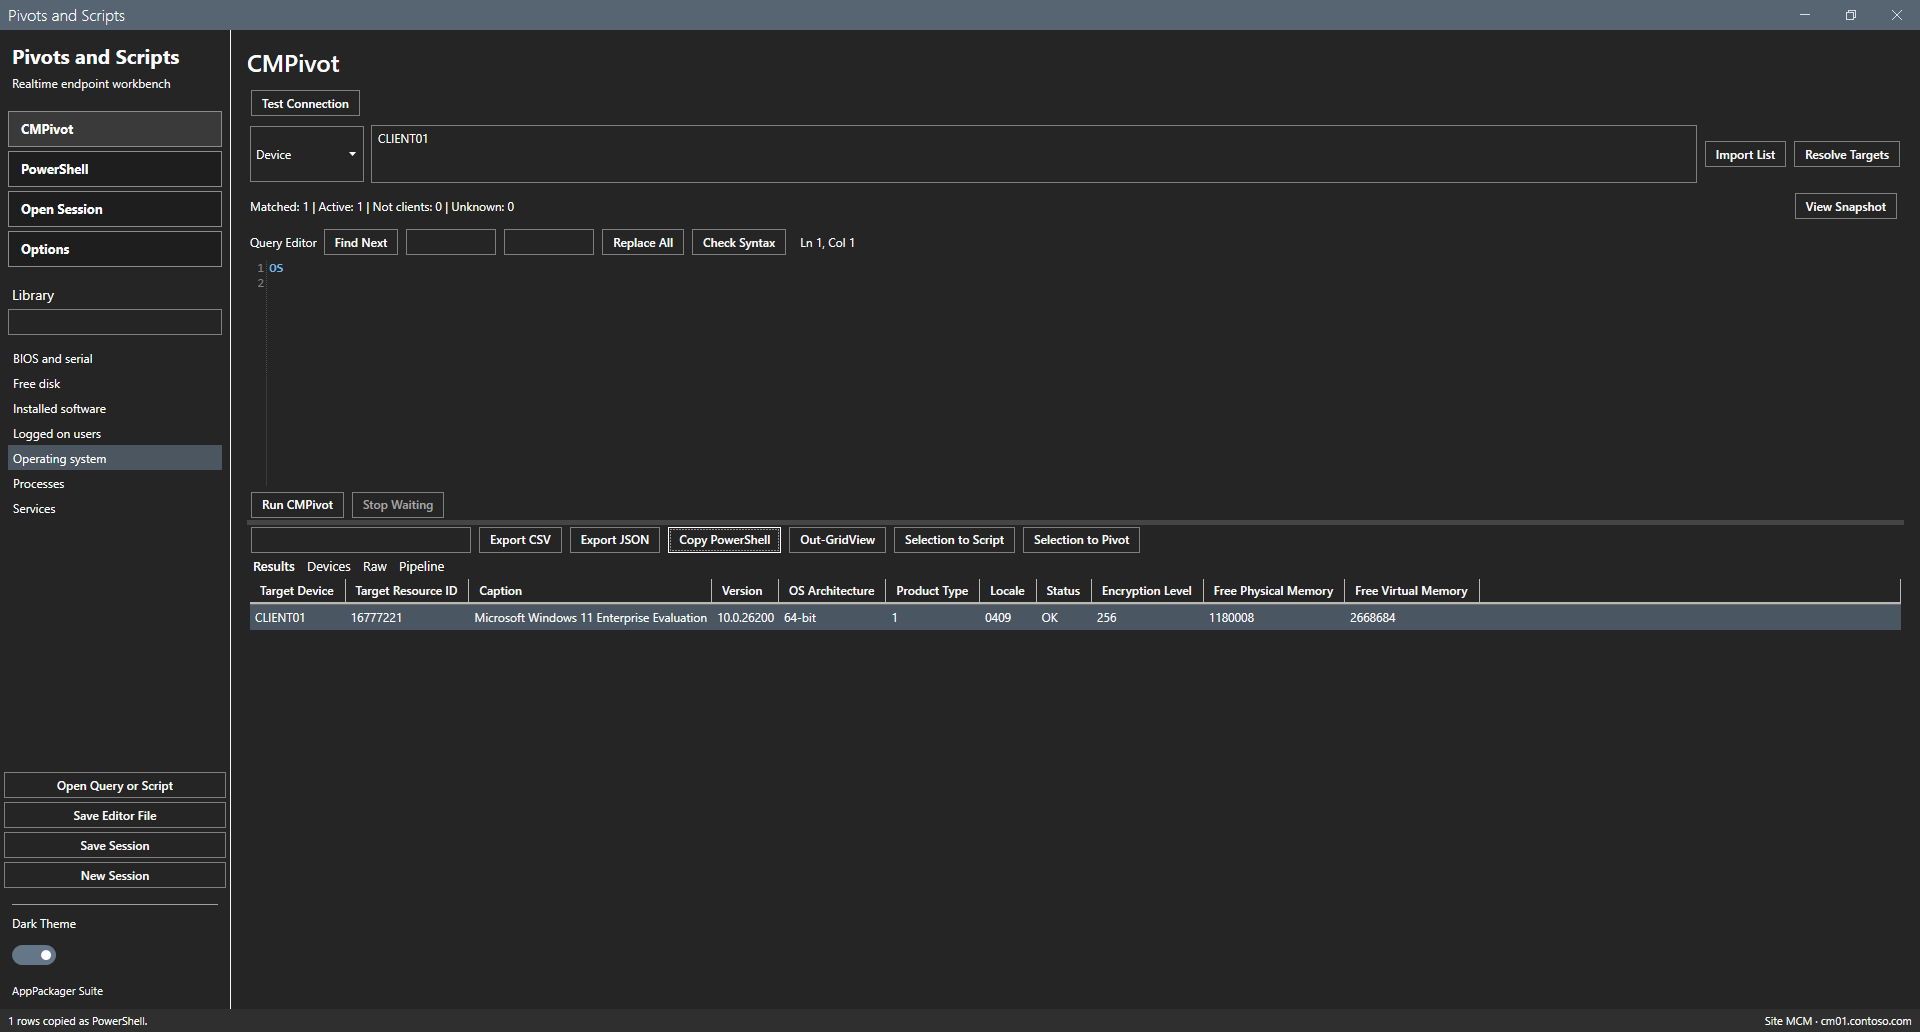 Pivots and Scripts
Pivots and Scripts
Realtime endpoint workbench
CMPivot
PowerShell
Open Session
Options
Library
BIOS and serial
Free disk
Installed software
Logged on users
Operating system
Processes
Services
Open Query or Script
Save Editor File
Save Session
New Session
Dark Theme
AppPackager Suite
CMPivot
Test Connection
Device
CLIENT01
Import List
Resolve Targets
Matched: 1 | Active: 1 | Not clients: 0 | Unknown: 0
View Snapshot
Query Editor Find Next Replace All Check Syntax Ln 1, Col 1
1 OS
2
Run CMPivot Stop Waiting
Export CSV Export JSON Copy PowerShell Out-GridView Selection to Script Selection to Pivot
Results Devices Raw Pipeline
Target Device Target Resource ID Caption Version OS Architecture Product Type Locale Status Encryption Level Free Physical Memory Free Virtual Memory
CLIENT01 16777221 Microsoft Windows 11 Enterprise Evaluation 10.0.26200 64-bit 1 0409 OK 256 1180008 2668684
1 rows copied as PowerShell.
Site MCM · cm01.contoso.com